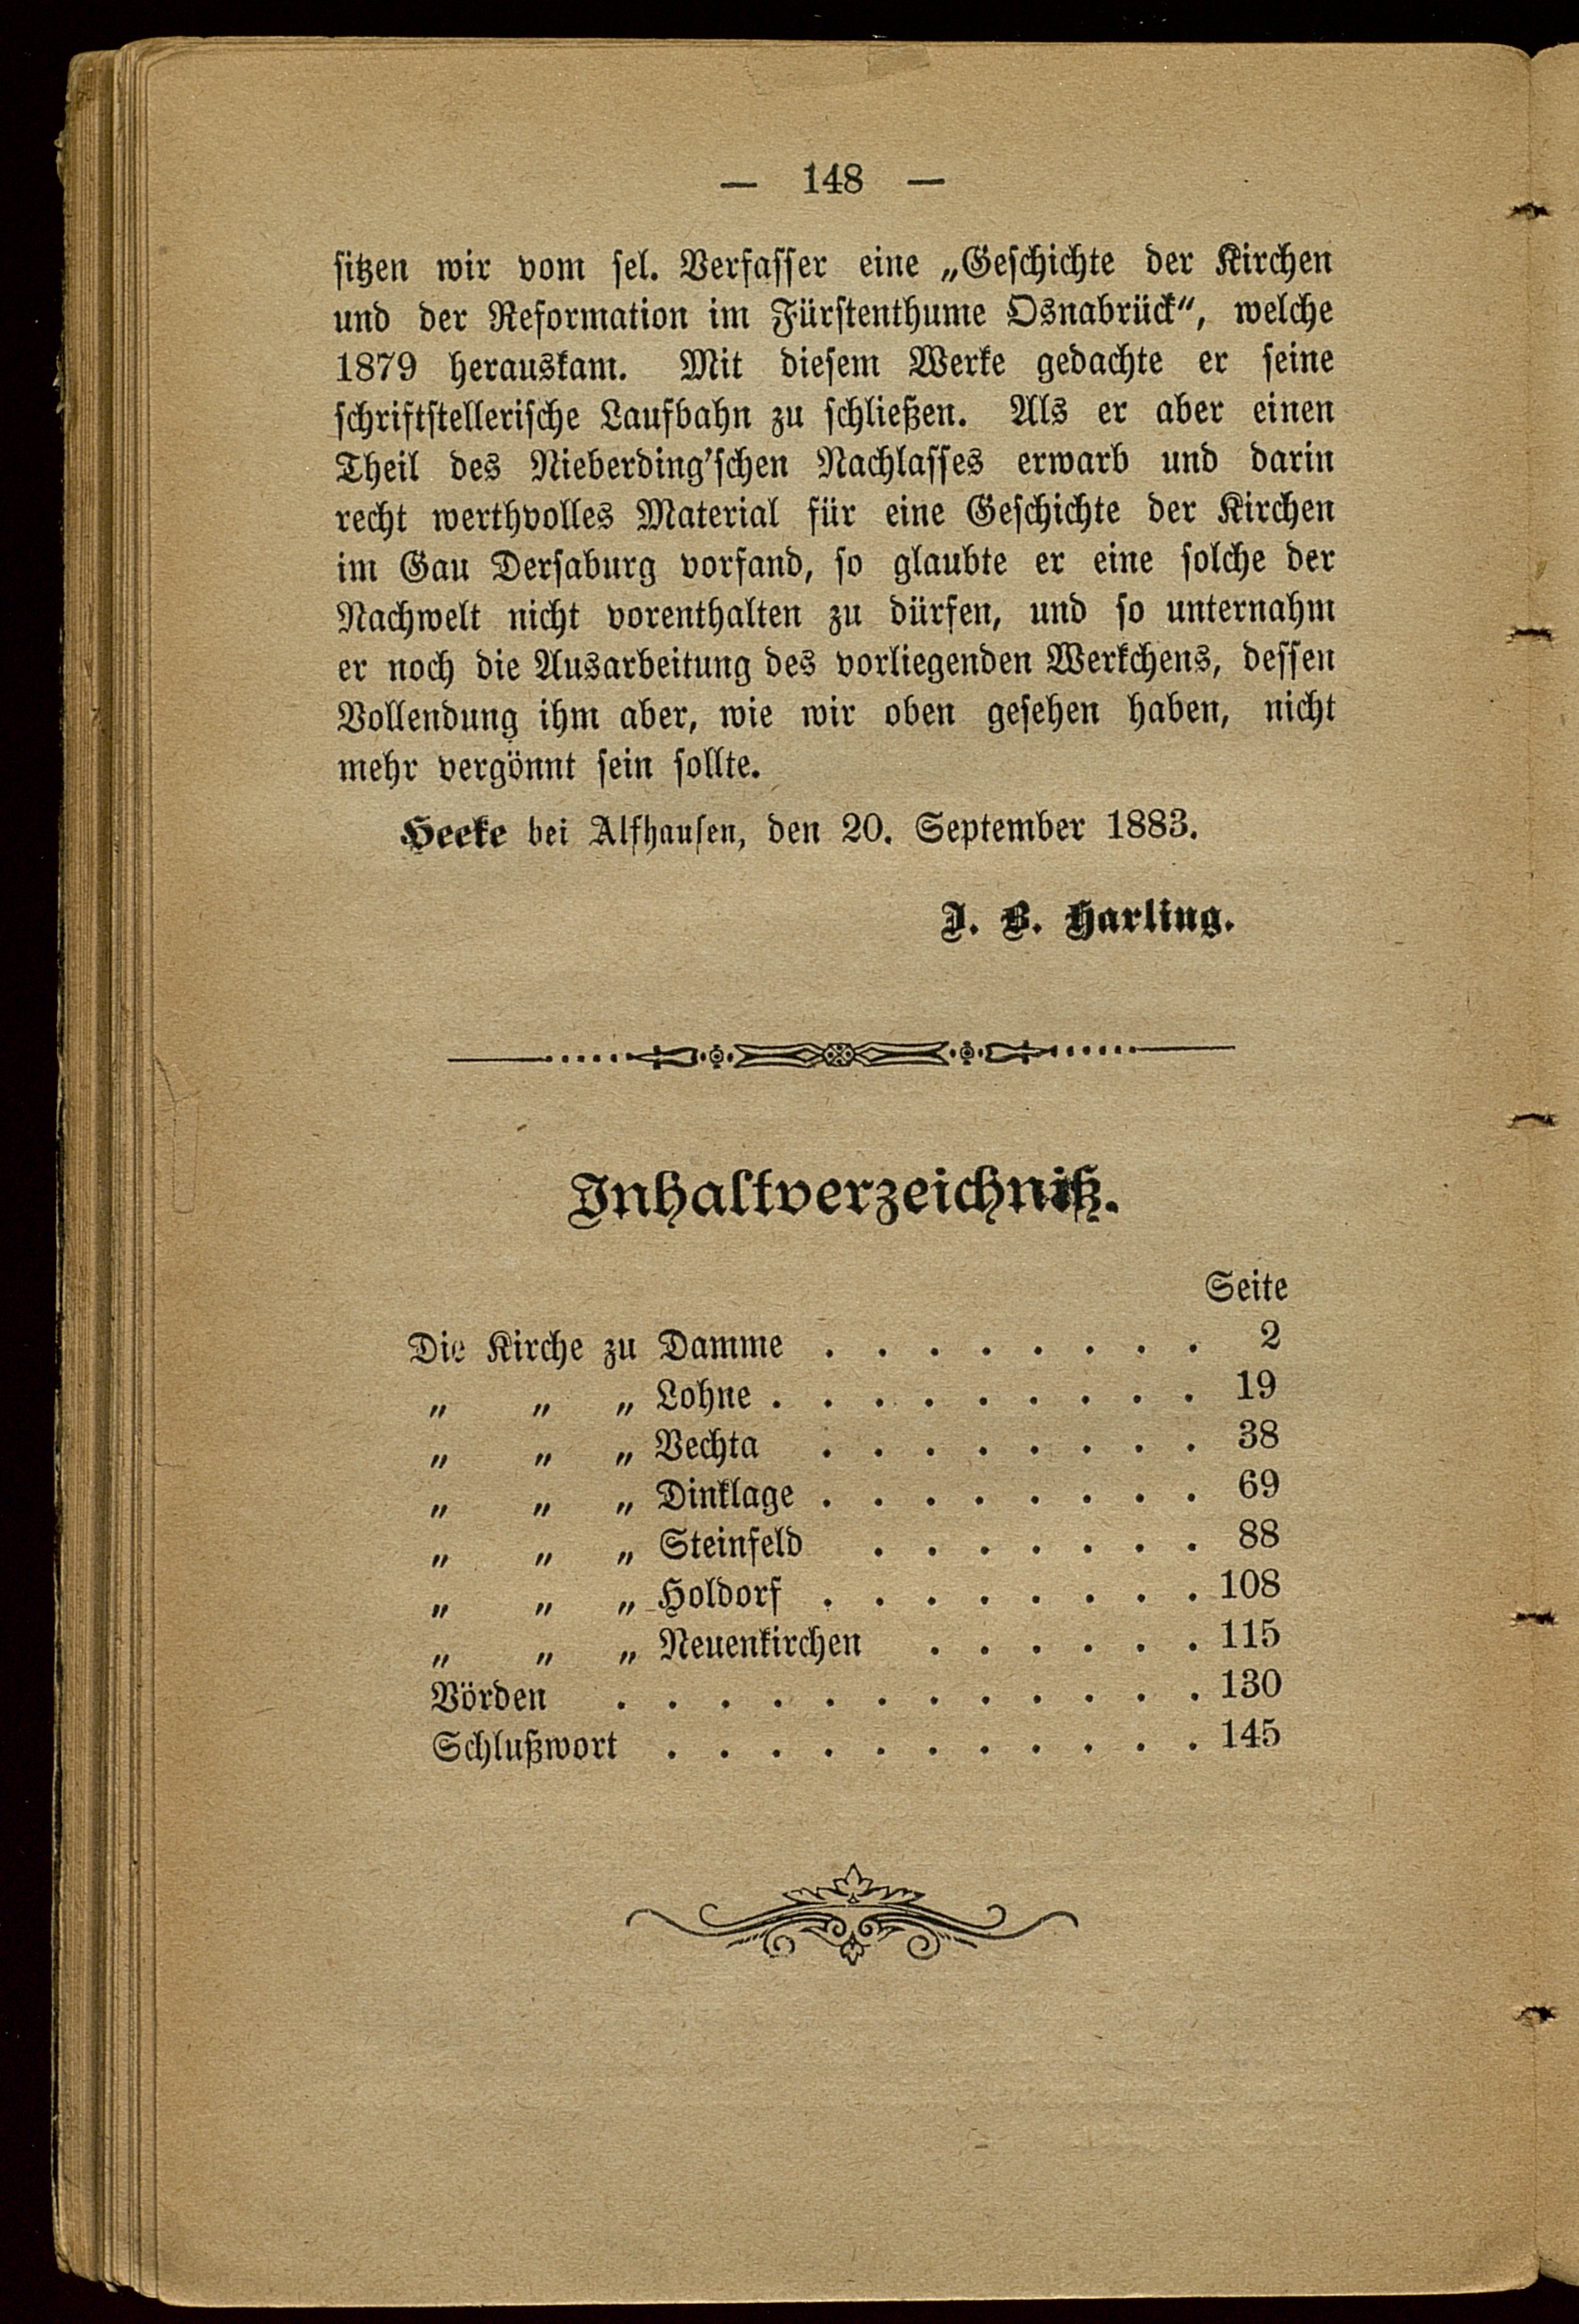 — 148 —
sitzen wir vom sel. Verfasser eine „Geschichte der Kirchen
und der Reformation im Fürstenthume Osnabrück“, welche
1879 herauskam. Mit diesem Werke gedachte er seine
schriftstellerische Laufbahn zu schließen. Als er aber einen
Theil des Nieberding'schen Nachlasses erwarb und darin
recht werthvolles Material für eine Geschichte der Kirchen
im Gau Dersaburg vorfand, so glaubte er eine solche der
Nachwelt nicht vorenthalten zu dürfen, und so unternahm
er noch die Ausarbeitung des vorliegenden Werkchens, dessen
Vollendung ihm aber, wie wir oben gesehen haben, nicht
mehr vergönnt sein sollte.
Heeke bei Alfhausen, den 20. September 1883.
J. B. Harling.
Inhaltverzeichniß.
Seite
Die Kirche zu Damme . . . . . . . . 2
„ „ „ Lohne . . . . . . . . . 19
„ „ „ Vechta . . . . . . . . 38
„ „ „ Dinklage . . . . . . . . 69
„ „ „ Steinfeld . . . . . . . 88
„ „ „ Holdorf . . . . . . . . 108
„ „ „ Neuenkirchen . . . . . . 115
Vörden . . . . . . . . . . . . 130
Schlußwort . . . . . . . . . . . 145